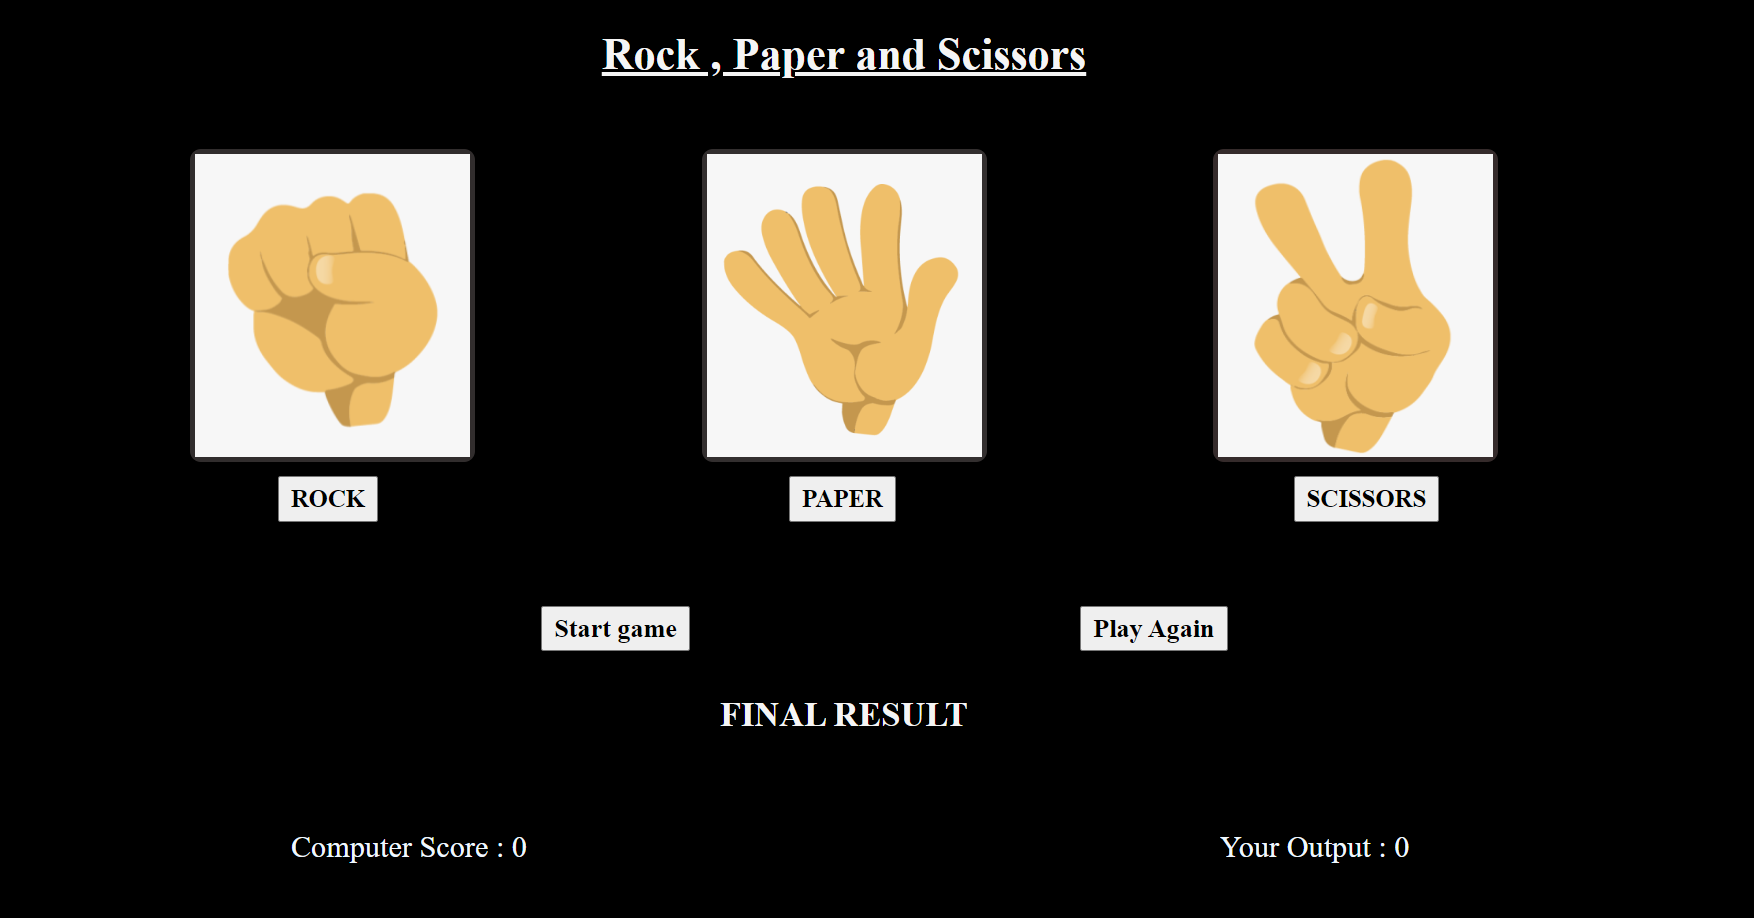 Rock , Paper and Scissors
ROCK
PAPER
SCISSORS
Start game
Play Again
FINAL RESULT
Computer Score : 0
Your Output : 0